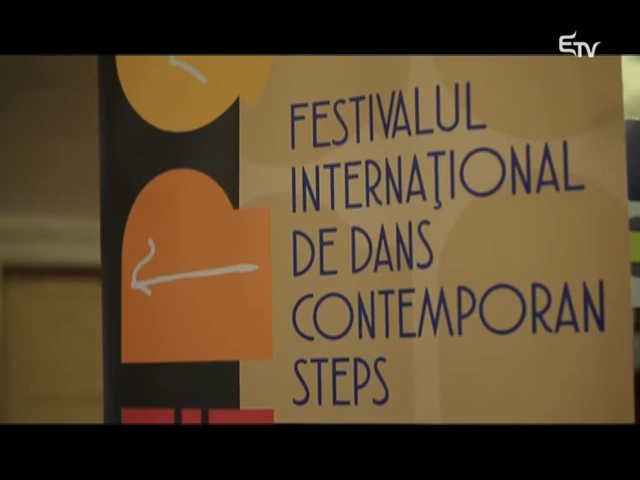 ETV
FESTIVALUL
INTERNAŢIONAL
DE DANS
CONTEMPORAN
STEPS